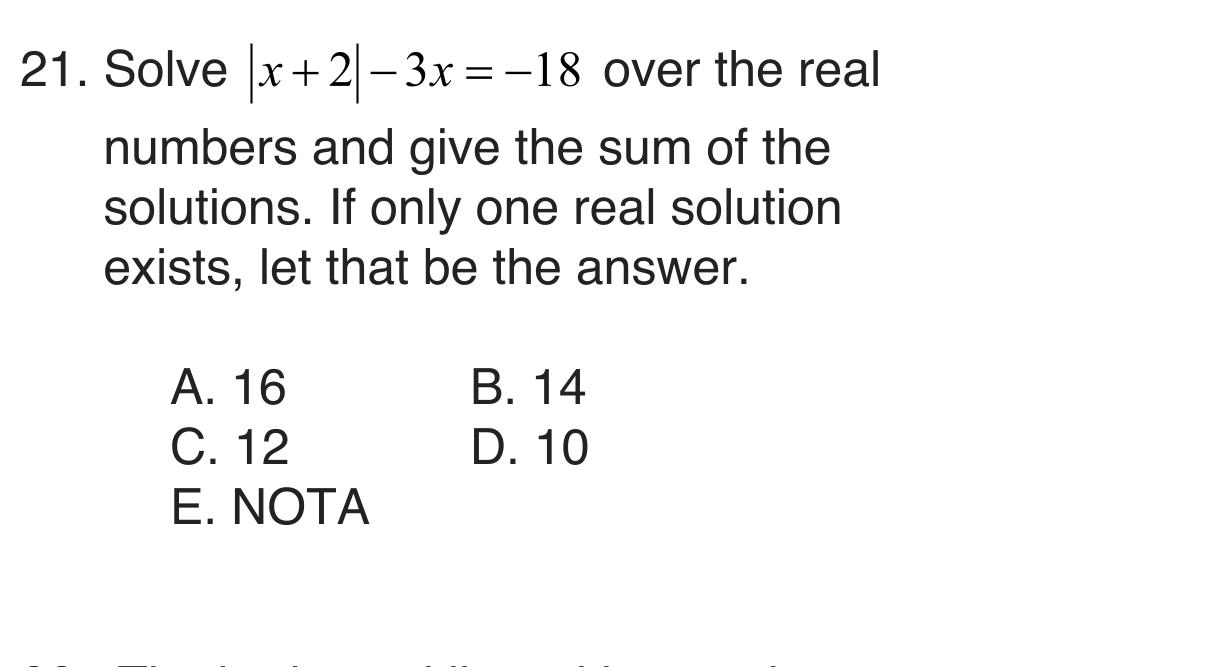 21. Solve |x+2|−3x=−18 over the real
numbers and give the sum of the
solutions. If only one real solution
exists, let that be the answer.
A. 16 B. 14
C. 12 D. 10
E. NOTA